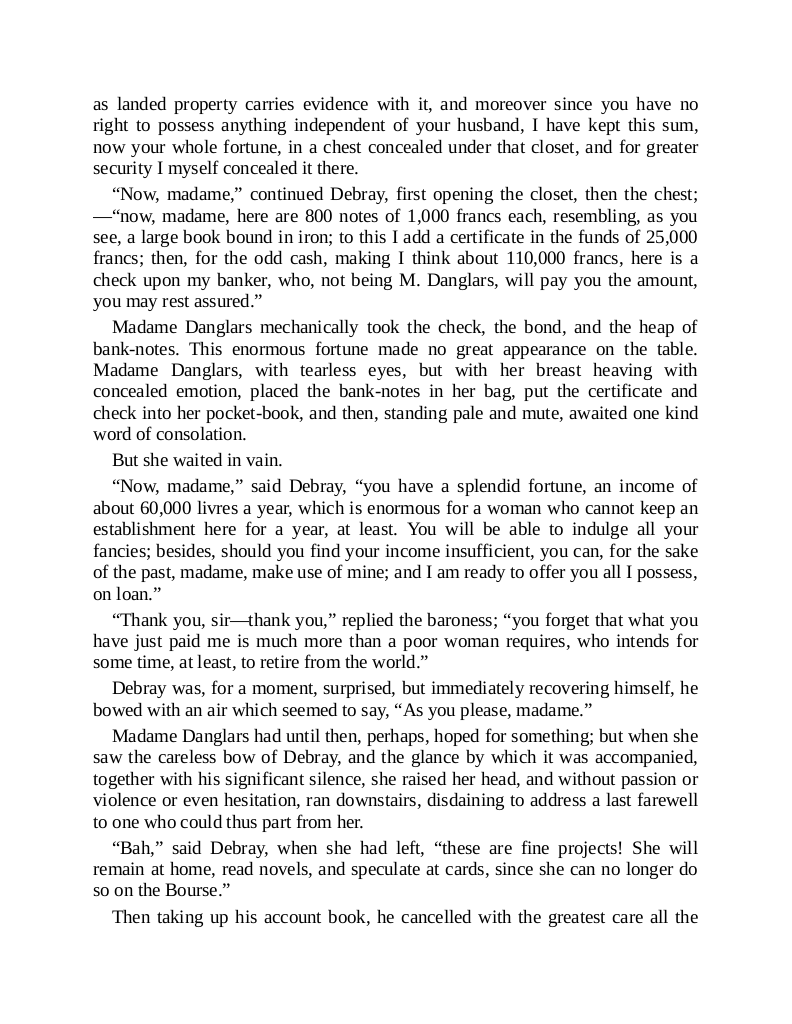 as landed property carries evidence with it, and moreover since you have no
right to possess anything independent of your husband, I have kept this sum,
now your whole fortune, in a chest concealed under that closet, and for greater
security I myself concealed it there.
“Now, madame,” continued Debray, first opening the closet, then the chest;
—“now, madame, here are 800 notes of 1,000 francs each, resembling, as you
see, a large book bound in iron; to this I add a certificate in the funds of 25,000
francs; then, for the odd cash, making I think about 110,000 francs, here is a
check upon my banker, who, not being M. Danglars, will pay you the amount,
you may rest assured.”
Madame Danglars mechanically took the check, the bond, and the heap of
bank-notes. This enormous fortune made no great appearance on the table.
Madame Danglars, with tearless eyes, but with her breast heaving with
concealed emotion, placed the bank-notes in her bag, put the certificate and
check into her pocket-book, and then, standing pale and mute, awaited one kind
word of consolation.
But she waited in vain.
“Now, madame,” said Debray, “you have a splendid fortune, an income of
about 60,000 livres a year, which is enormous for a woman who cannot keep an
establishment here for a year, at least. You will be able to indulge all your
fancies; besides, should you find your income insufficient, you can, for the sake
of the past, madame, make use of mine; and I am ready to offer you all I possess,
on loan.”
“Thank you, sir—thank you,” replied the baroness; “you forget that what you
have just paid me is much more than a poor woman requires, who intends for
some time, at least, to retire from the world.”
Debray was, for a moment, surprised, but immediately recovering himself, he
bowed with an air which seemed to say, “As you please, madame.”
Madame Danglars had until then, perhaps, hoped for something; but when she
saw the careless bow of Debray, and the glance by which it was accompanied,
together with his significant silence, she raised her head, and without passion or
violence or even hesitation, ran downstairs, disdaining to address a last farewell
to one who could thus part from her.
“Bah,” said Debray, when she had left, “these are fine projects! She will
remain at home, read novels, and speculate at cards, since she can no longer do
so on the Bourse.”
Then taking up his account book, he cancelled with the greatest care all the